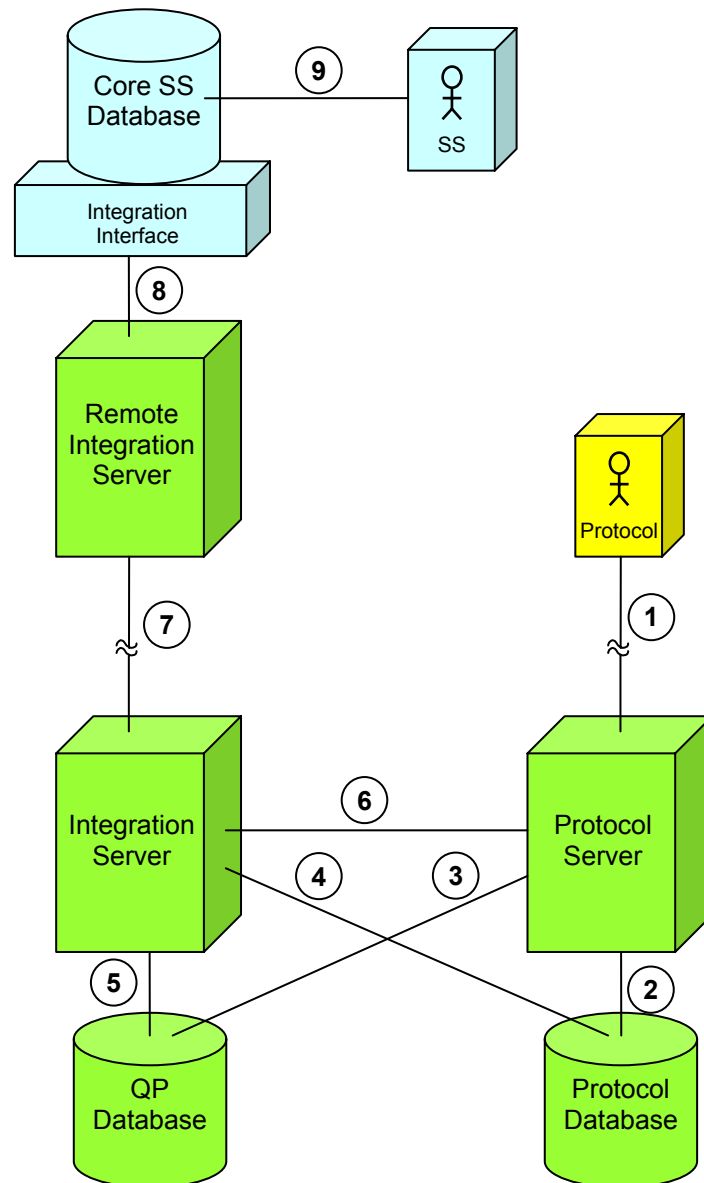 Core SS
Database
9
SS
Integration
Interface
8
Remote
Integration
Server
Protocol
7
1
Integration
Server
6
Protocol
Server
4
3
5
2
QP
Database
Protocol
Database